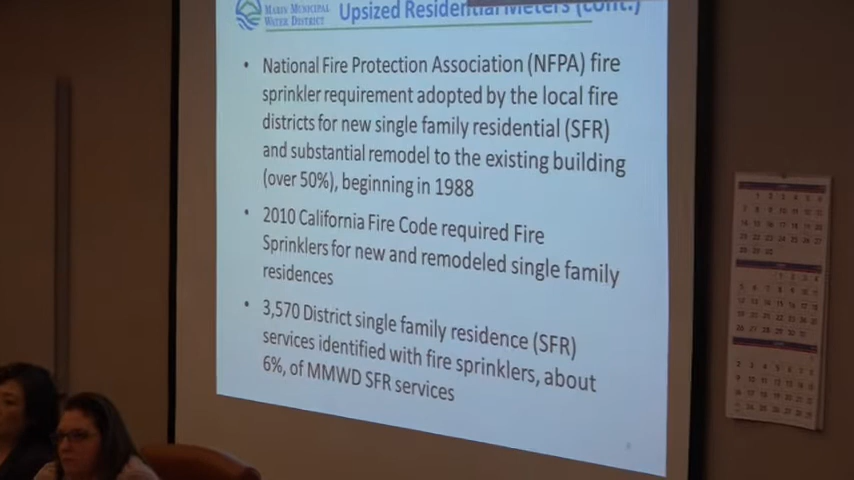 MARIN MUNICIPAL
WATER DISTRICT
Upsized Residential Meters (cont.)
• National Fire Protection Association (NFPA) fire
sprinkler requirement adopted by the local fire
districts for new single family residential (SFR)
and substantial remodel to the existing building
(over 50%), beginning in 1988
• 2010 California Fire Code required Fire
Sprinklers for new and remodeled single family
residences
• 3,570 District single family residence (SFR)
services identified with fire sprinklers, about
6%, of MMWD SFR services